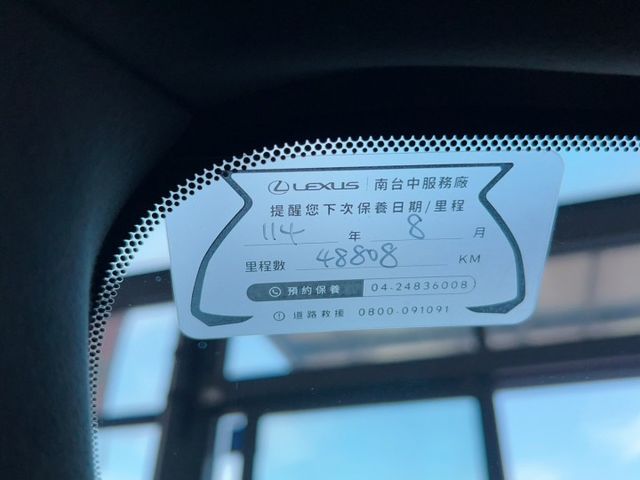 LEXUS 南台中服務廠
提醒您下次保養日期/里程
114 年 8 月
里程數 48808 KM
預約保養 04-24836008
道路救援 0800-091091